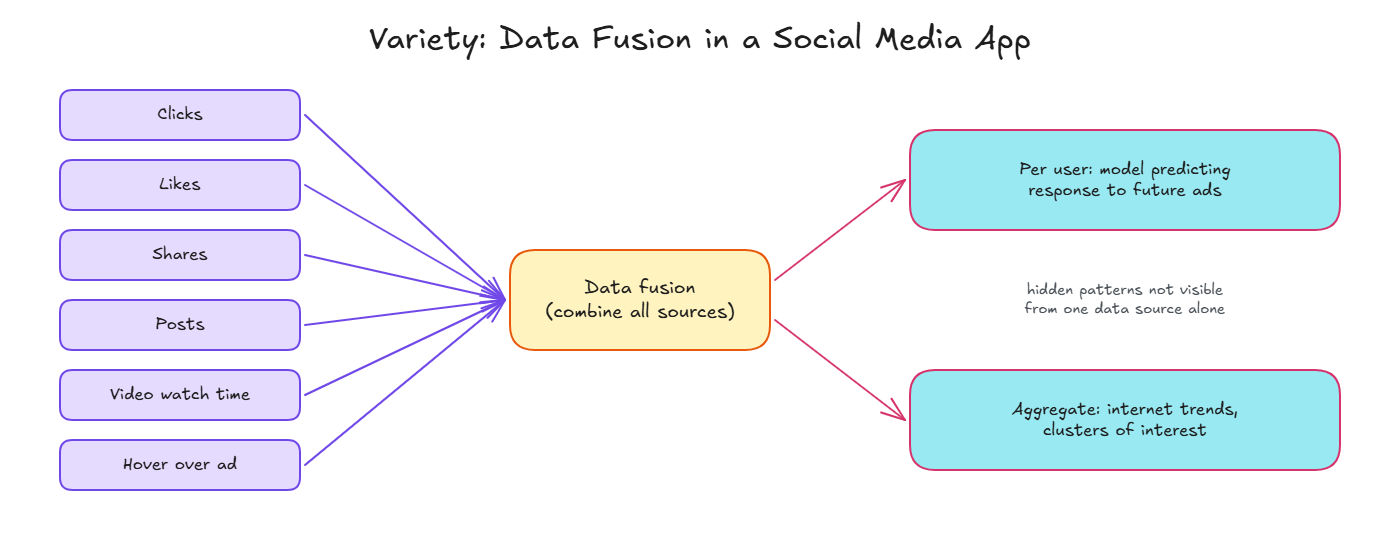 Variety: Data Fusion in a Social Media App
Clicks
Likes
Shares
Posts
Video watch time
Hover over ad
Data fusion
(combine all sources)
Per user: model predicting
response to future ads
hidden patterns not visible
from one data source alone
Aggregate: internet trends,
clusters of interest